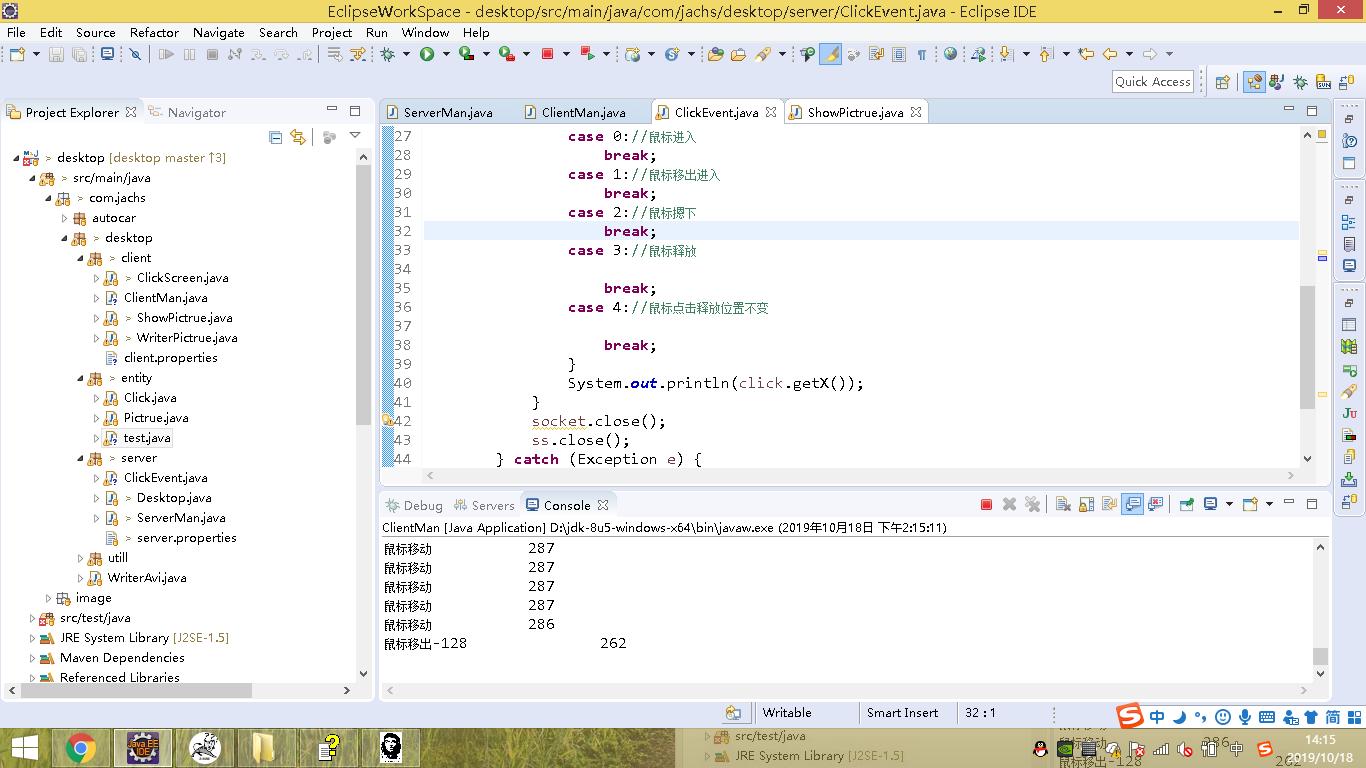 EclipseWorkSpace - desktop/src/main/java/com/jachs/desktop/server/ClickEvent.java - Eclipse IDE
File Edit Source Refactor Navigate Search Project Run Window Help
Quick Access
Project Explorer
Navigator
> desktop [desktop master ↑3]
> src/main/java
> com.jachs
autocar
> desktop
> client
> ClickScreen.java
ClientMan.java
> ShowPictrue.java
> WriterPictrue.java
client.properties
> entity
Click.java
Pictrue.java
test.java
> server
ClickEvent.java
> Desktop.java
> ServerMan.java
> server.properties
utill
WriterAvi.java
image
src/test/java
JRE System Library [J2SE-1.5]
Maven Dependencies
Referenced Libraries
ServerMan.java
ClientMan.java
ClickEvent.java
ShowPictrue.java
27 case 0://鼠标进入
28 break;
29 case 1://鼠标移出进入
30 break;
31 case 2://鼠标摁下
32 break;
33 case 3://鼠标释放
34
35 break;
36 case 4://鼠标点击释放位置不变
37
38 break;
39 }
40 System.out.println(click.getX());
41 }
42 socket.close();
43 ss.close();
44 } catch (Exception e) {
Debug Servers Console
ClientMan [Java Application] D:\jdk-8u5-windows-x64\bin\javaw.exe (2019年10月18日 下午2:15:11)
鼠标移动 287
鼠标移动 287
鼠标移动 287
鼠标移动 287
鼠标移动 286
鼠标移出-128 262
Writable Smart Insert 32 : 1
中 简
src/test/java
JRE System Library [J2SE-1.5]
286
鼠标移出-128 262
中
14:15
2019/10/18